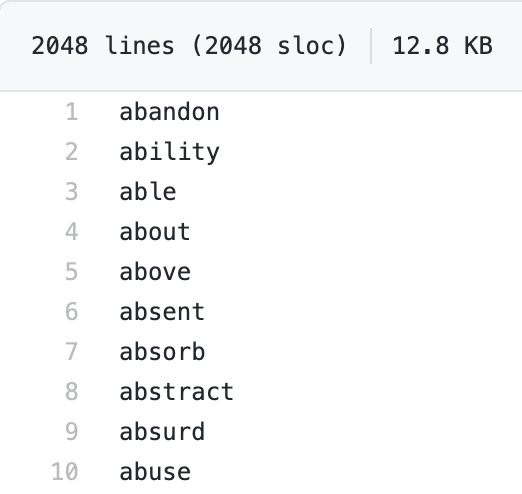 2048 lines (2048 sloc) 12.8 KB
1 abandon
2 ability
3 able
4 about
5 above
6 absent
7 absorb
8 abstract
9 absurd
10 abuse